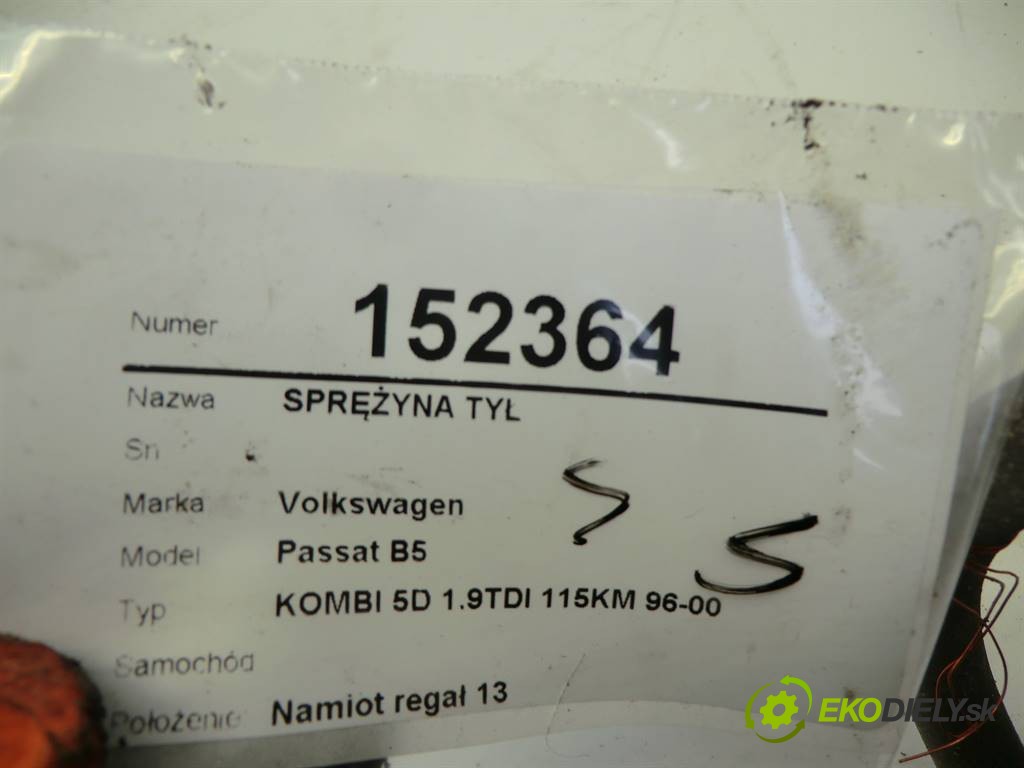 Numer 152364
Nazwa SPRĘŻYNA TYŁ
Sn
Marka Volkswagen
Model Passat B5
Typ KOMBI 5D 1.9TDI 115KM 96-00
Samochód
Położenie Namiot regał 13
EKODIELY.sk